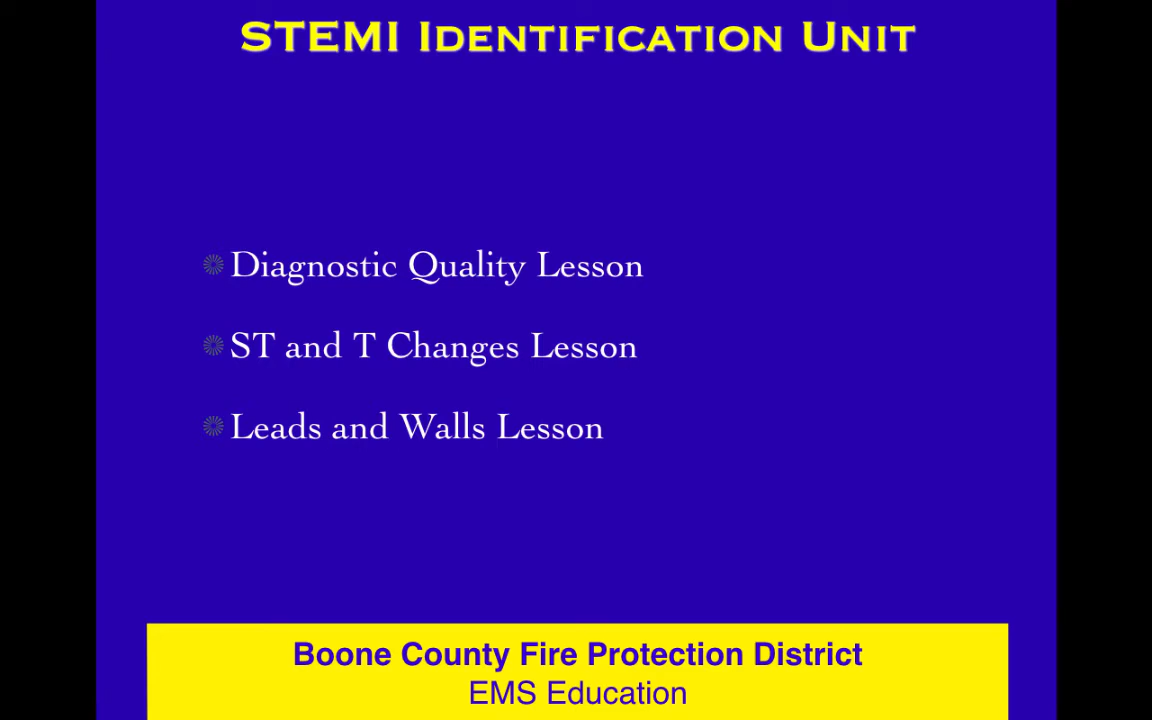 STEMI Identification Unit
Diagnostic Quality Lesson
ST and T Changes Lesson
Leads and Walls Lesson
Boone County Fire Protection District
EMS Education